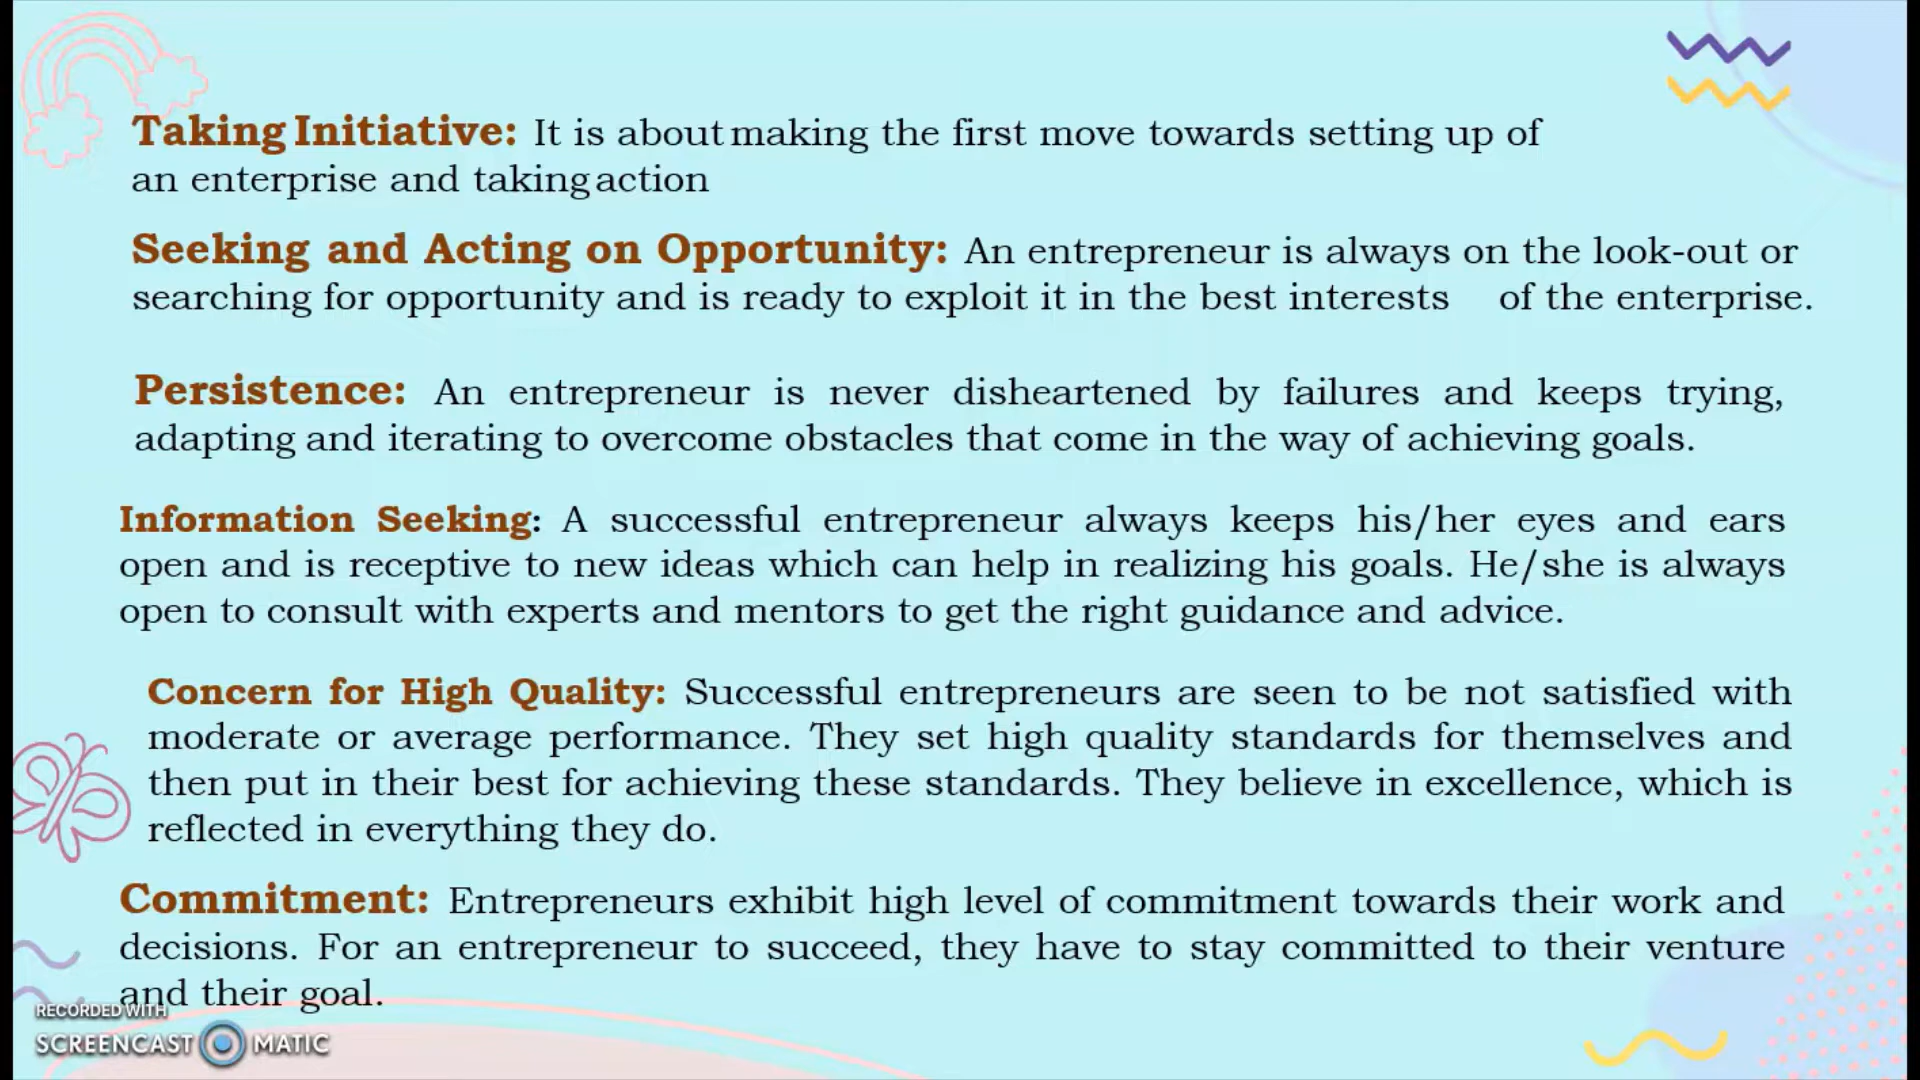 Taking Initiative: It is about making the first move towards setting up of
an enterprise and taking action
Seeking and Acting on Opportunity: An entrepreneur is always on the look-out or
searching for opportunity and is ready to exploit it in the best interests of the enterprise.
Persistence: An entrepreneur is never disheartened by failures and keeps trying,
adapting and iterating to overcome obstacles that come in the way of achieving goals.
Information Seeking: A successful entrepreneur always keeps his/her eyes and ears
open and is receptive to new ideas which can help in realizing his goals. He/she is always
open to consult with experts and mentors to get the right guidance and advice.
Concern for High Quality: Successful entrepreneurs are seen to be not satisfied with
moderate or average performance. They set high quality standards for themselves and
then put in their best for achieving these standards. They believe in excellence, which is
reflected in everything they do.
Commitment: Entrepreneurs exhibit high level of commitment towards their work and
decisions. For an entrepreneur to succeed, they have to stay committed to their venture
and their goal.
RECORDED WITH
SCREENCAST MATIC